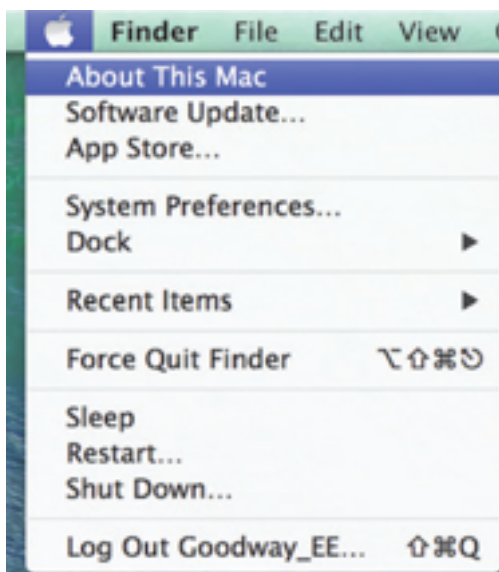 Finder File Edit View
About This Mac
Software Update...
App Store...
System Preferences...
Dock ▶
Recent Items ▶
Force Quit Finder ⌥⇧⌘⎋
Sleep
Restart...
Shut Down...
Log Out Goodway_EE... ⇧⌘Q